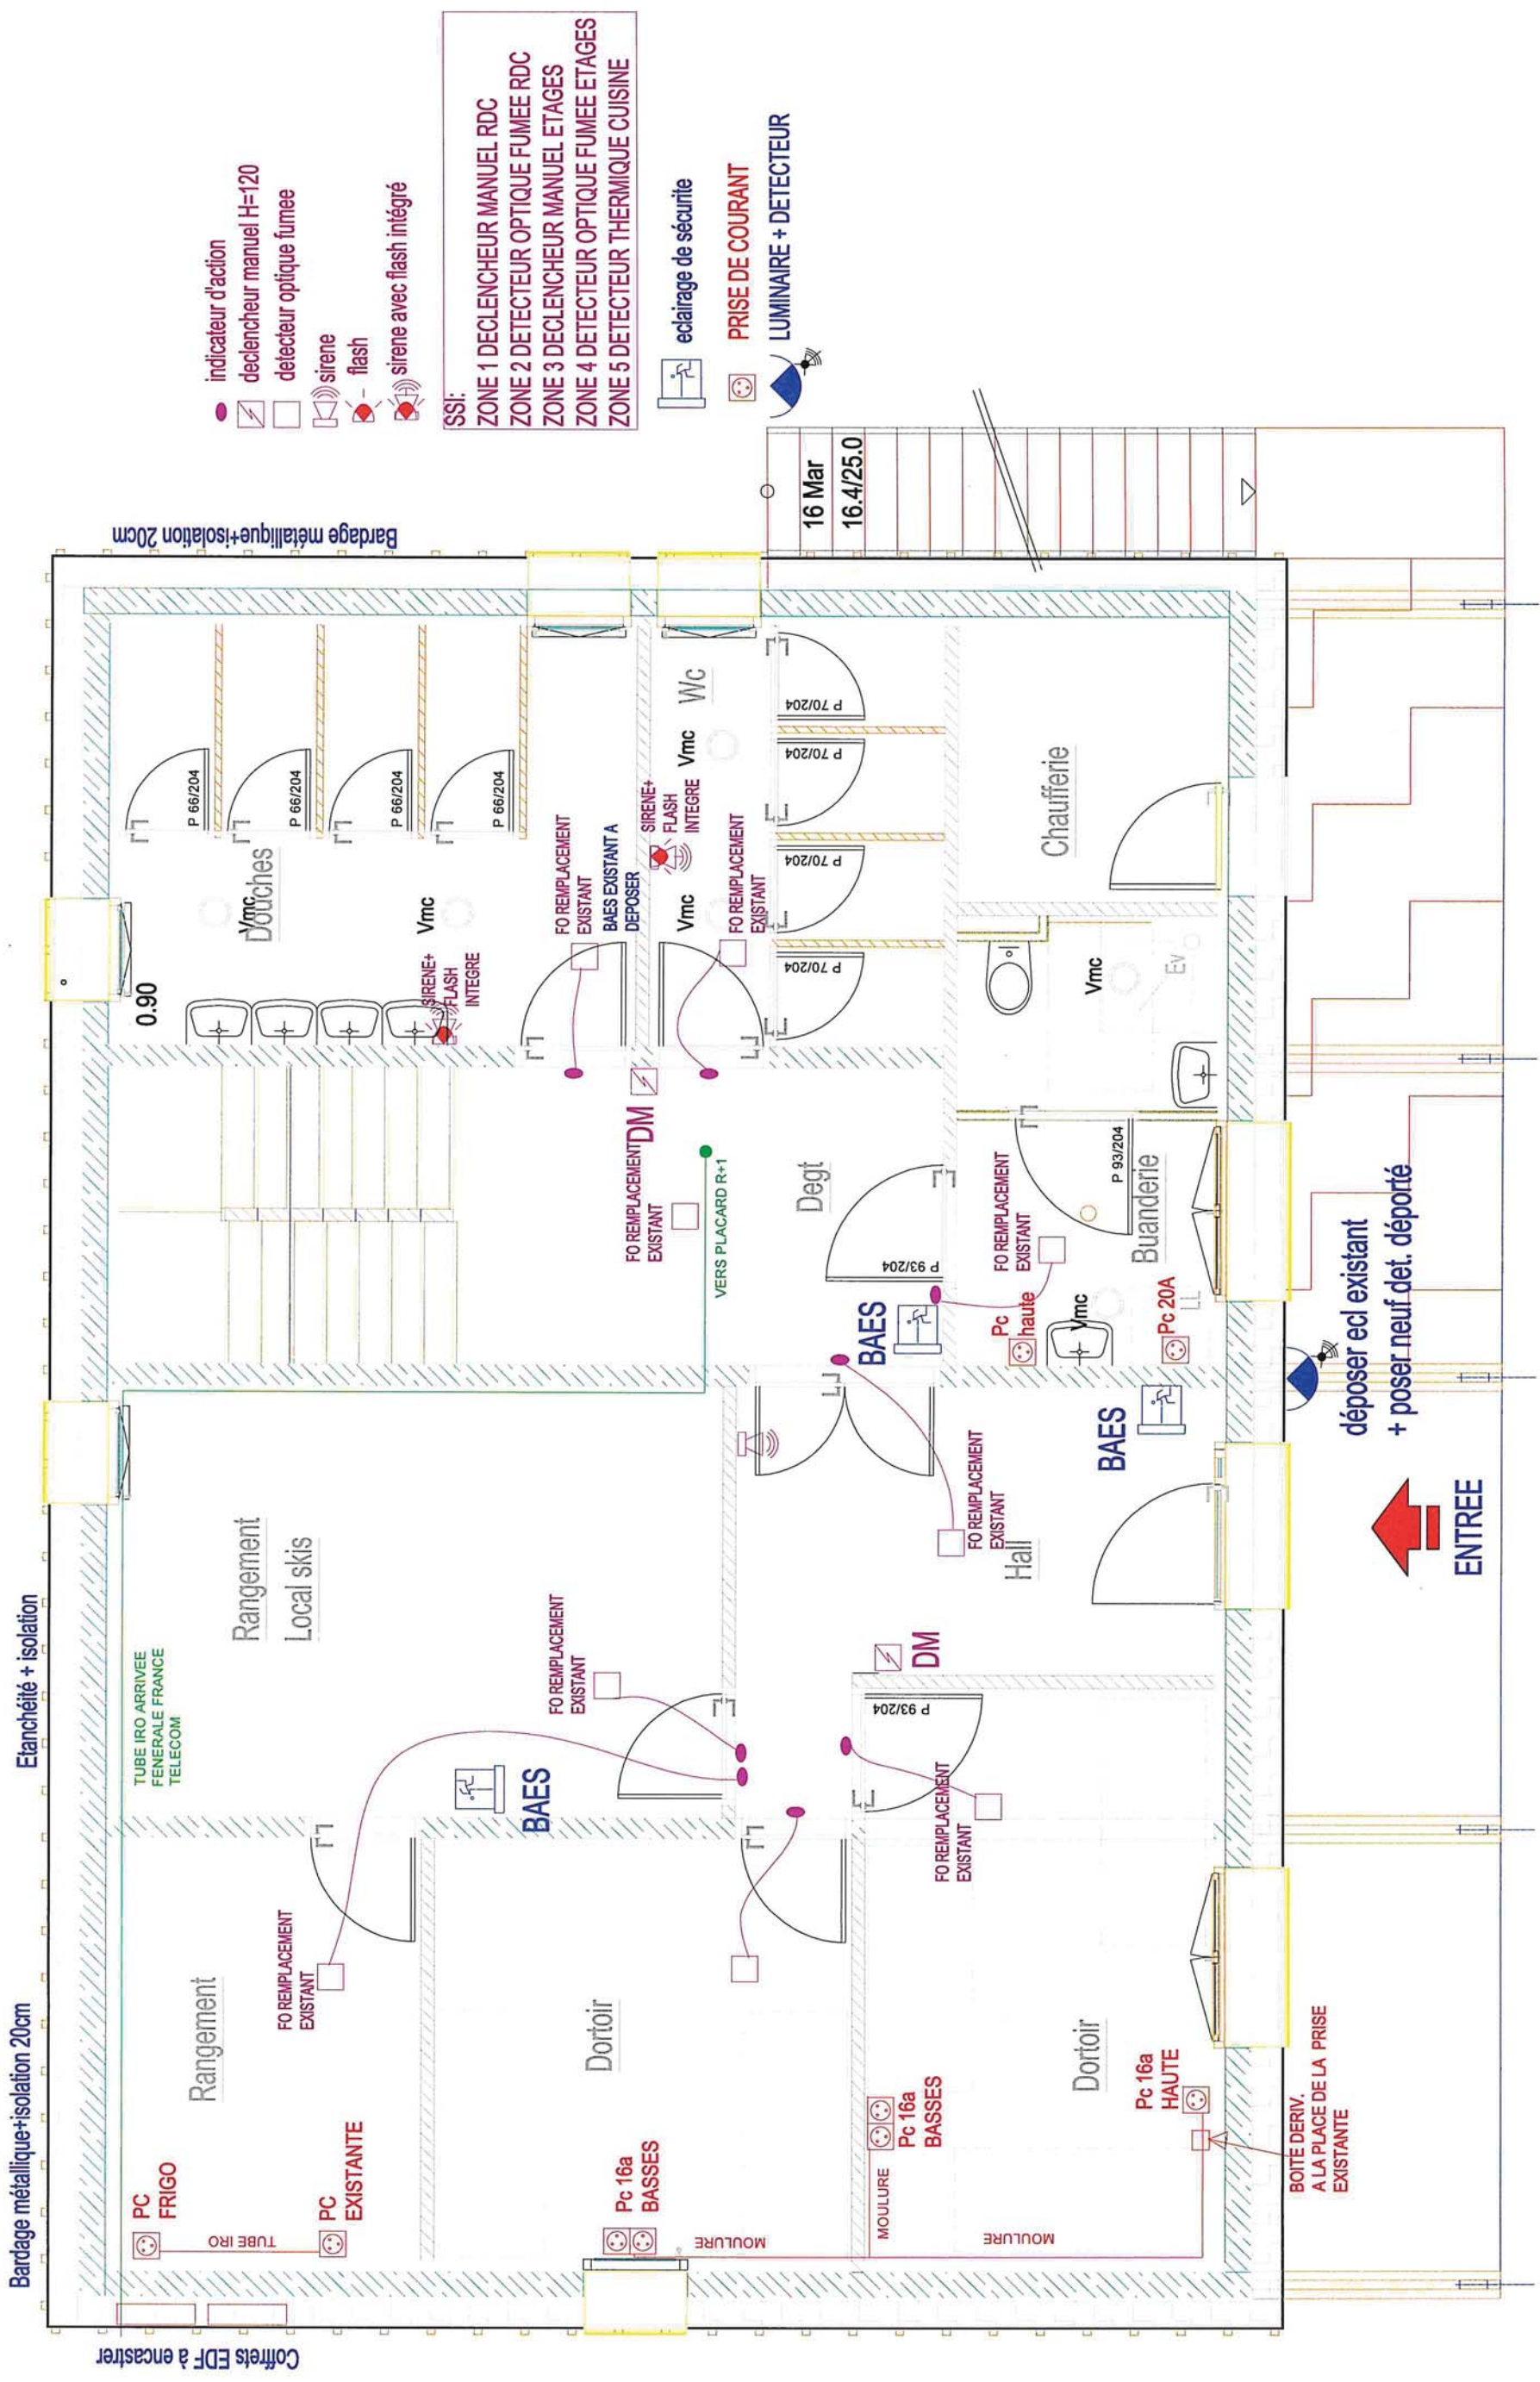 Bardage métallique+isolation 20cm
Etanchéité + isolation
Coffrets EDF à encastrer
Bardage métallique+isolation 20cm
TUBE IRO ARRIVEE
FENERALE FRANCE
TELECOM
PC
FRIGO
TUBE IRO
PC
EXISTANTE
Rangement
FO REMPLACEMENT
EXISTANT
Rangement
Local skis
FO REMPLACEMENT
EXISTANT
BAES
Dortoir
Pc 16a
BASSES
MOULURE
MOULURE
Pc 16a
BASSES
MOULURE
FO REMPLACEMENT
EXISTANT
P 93/204
Dortoir
Pc 16a
HAUTE
BOITE DERIV.
A LA PLACE DE LA PRISE
EXISTANTE
DM
Hall
FO REMPLACEMENT
EXISTANT
BAES
ENTREE
déposer ecl existant
+ poser neuf det. déporté
BAES
P 93/204
Degt
VERS PLACARD R+1
FO REMPLACEMENT
EXISTANT
DM
0.90
Douches
Vmc
Vmc
SIRENE+
FLASH
INTEGRE
P 66/204
P 66/204
P 66/204
P 66/204
FO REMPLACEMENT
EXISTANT
BAES EXISTANT A
DEPOSER
SIRENE+
FLASH
INTEGRE
Vmc
Vmc
Wc
FO REMPLACEMENT
EXISTANT
P 70/204
P 70/204
P 70/204
P 70/204
Pc
haute
Vmc
Pc 20A
LL
FO REMPLACEMENT
EXISTANT
Buanderie
P 93/204
Vmc
Ev
Chaufferie
16 Mar
16.4/25.0
indicateur d'action
declencheur manuel H=120
detecteur optique fumee
sirene
flash
sirene avec flash intégré
SSI:
ZONE 1 DECLENCHEUR MANUEL RDC
ZONE 2 DETECTEUR OPTIQUE FUMEE RDC
ZONE 3 DECLENCHEUR MANUEL ETAGES
ZONE 4 DETECTEUR OPTIQUE FUMEE ETAGES
ZONE 5 DETECTEUR THERMIQUE CUISINE
eclairage de sécurite
PRISE DE COURANT
LUMINAIRE + DETECTEUR